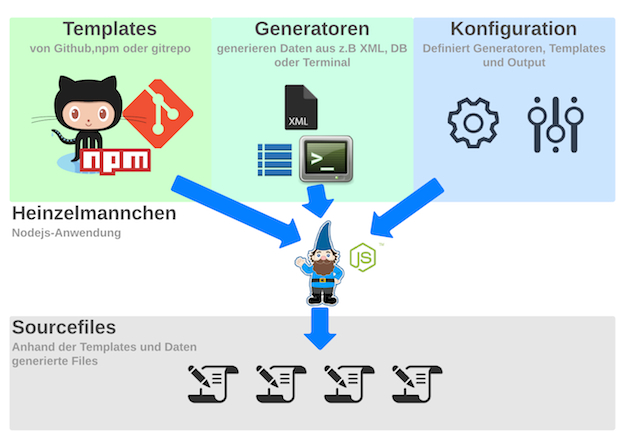 Templates
von Github,npm oder gitrepo
Generatoren
generieren Daten aus z.B XML, DB
oder Terminal
Konfiguration
Definiert Generatoren, Templates
und Output
XML
>_
npm
Heinzelmannchen
Nodejs-Anwendung
JS
™
Sourcefiles
Anhand der Templates und Daten
generierte Files